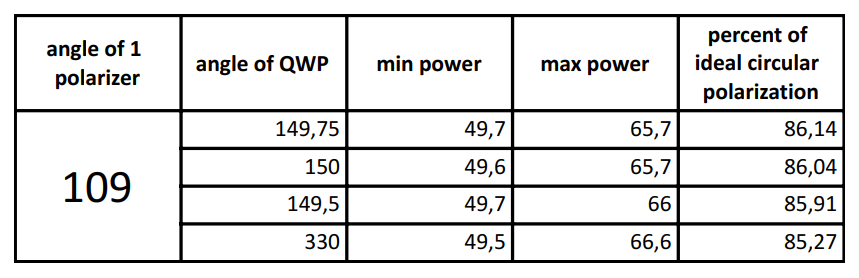 angle of 1 polarizer angle of QWP min power max power percent of ideal circular polarization
109 149,75 49,7 65,7 86,14
150 49,6 65,7 86,04
149,5 49,7 66 85,91
330 49,5 66,6 85,27